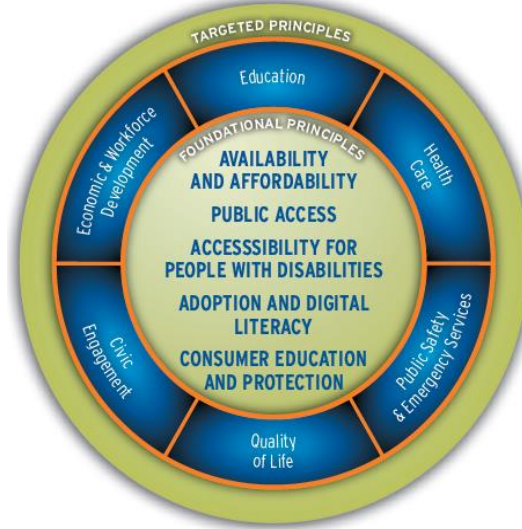 TARGETED PRINCIPLES
Education
Health
Care
Public Safety
& Emergency Services
Quality
of Life
Civic
Engagement
Economic & Workforce
Development
FOUNDATIONAL PRINCIPLES
AVAILABILITY
AND AFFORDABILITY
PUBLIC ACCESS
ACCESSSIBILITY FOR
PEOPLE WITH DISABILITIES
ADOPTION AND DIGITAL
LITERACY
CONSUMER EDUCATION
AND PROTECTION